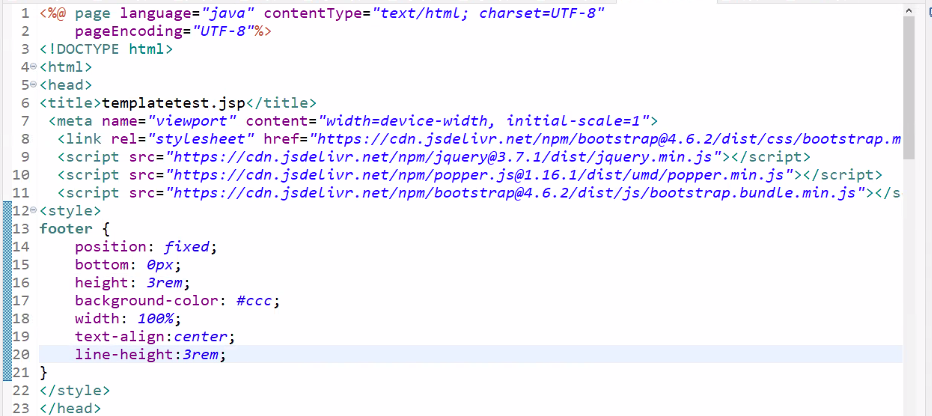 1 <%@ page language="java" contentType="text/html; charset=UTF-8"
2     pageEncoding="UTF-8"%>
3 <!DOCTYPE html>
4 <html>
5 <head>
6 <title>templatetest.jsp</title>
7  <meta name="viewport" content="width=device-width, initial-scale=1">
8   <link rel="stylesheet" href="https://cdn.jsdelivr.net/npm/bootstrap@4.6.2/dist/css/bootstrap.m
9   <script src="https://cdn.jsdelivr.net/npm/jquery@3.7.1/dist/jquery.min.js"></script>
10   <script src="https://cdn.jsdelivr.net/npm/popper.js@1.16.1/dist/umd/popper.min.js"></script>
11   <script src="https://cdn.jsdelivr.net/npm/bootstrap@4.6.2/dist/js/bootstrap.bundle.min.js"></s
12 <style>
13 footer {
14     position: fixed;
15     bottom: 0px;
16     height: 3rem;
17     background-color: #ccc;
18     width: 100%;
19     text-align:center;
20     line-height:3rem;
21 }
22 </style>
23 </head>